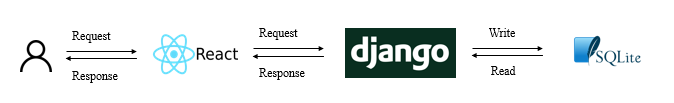 Request
Response
React
Request
Response
django
Write
Read
SQLite